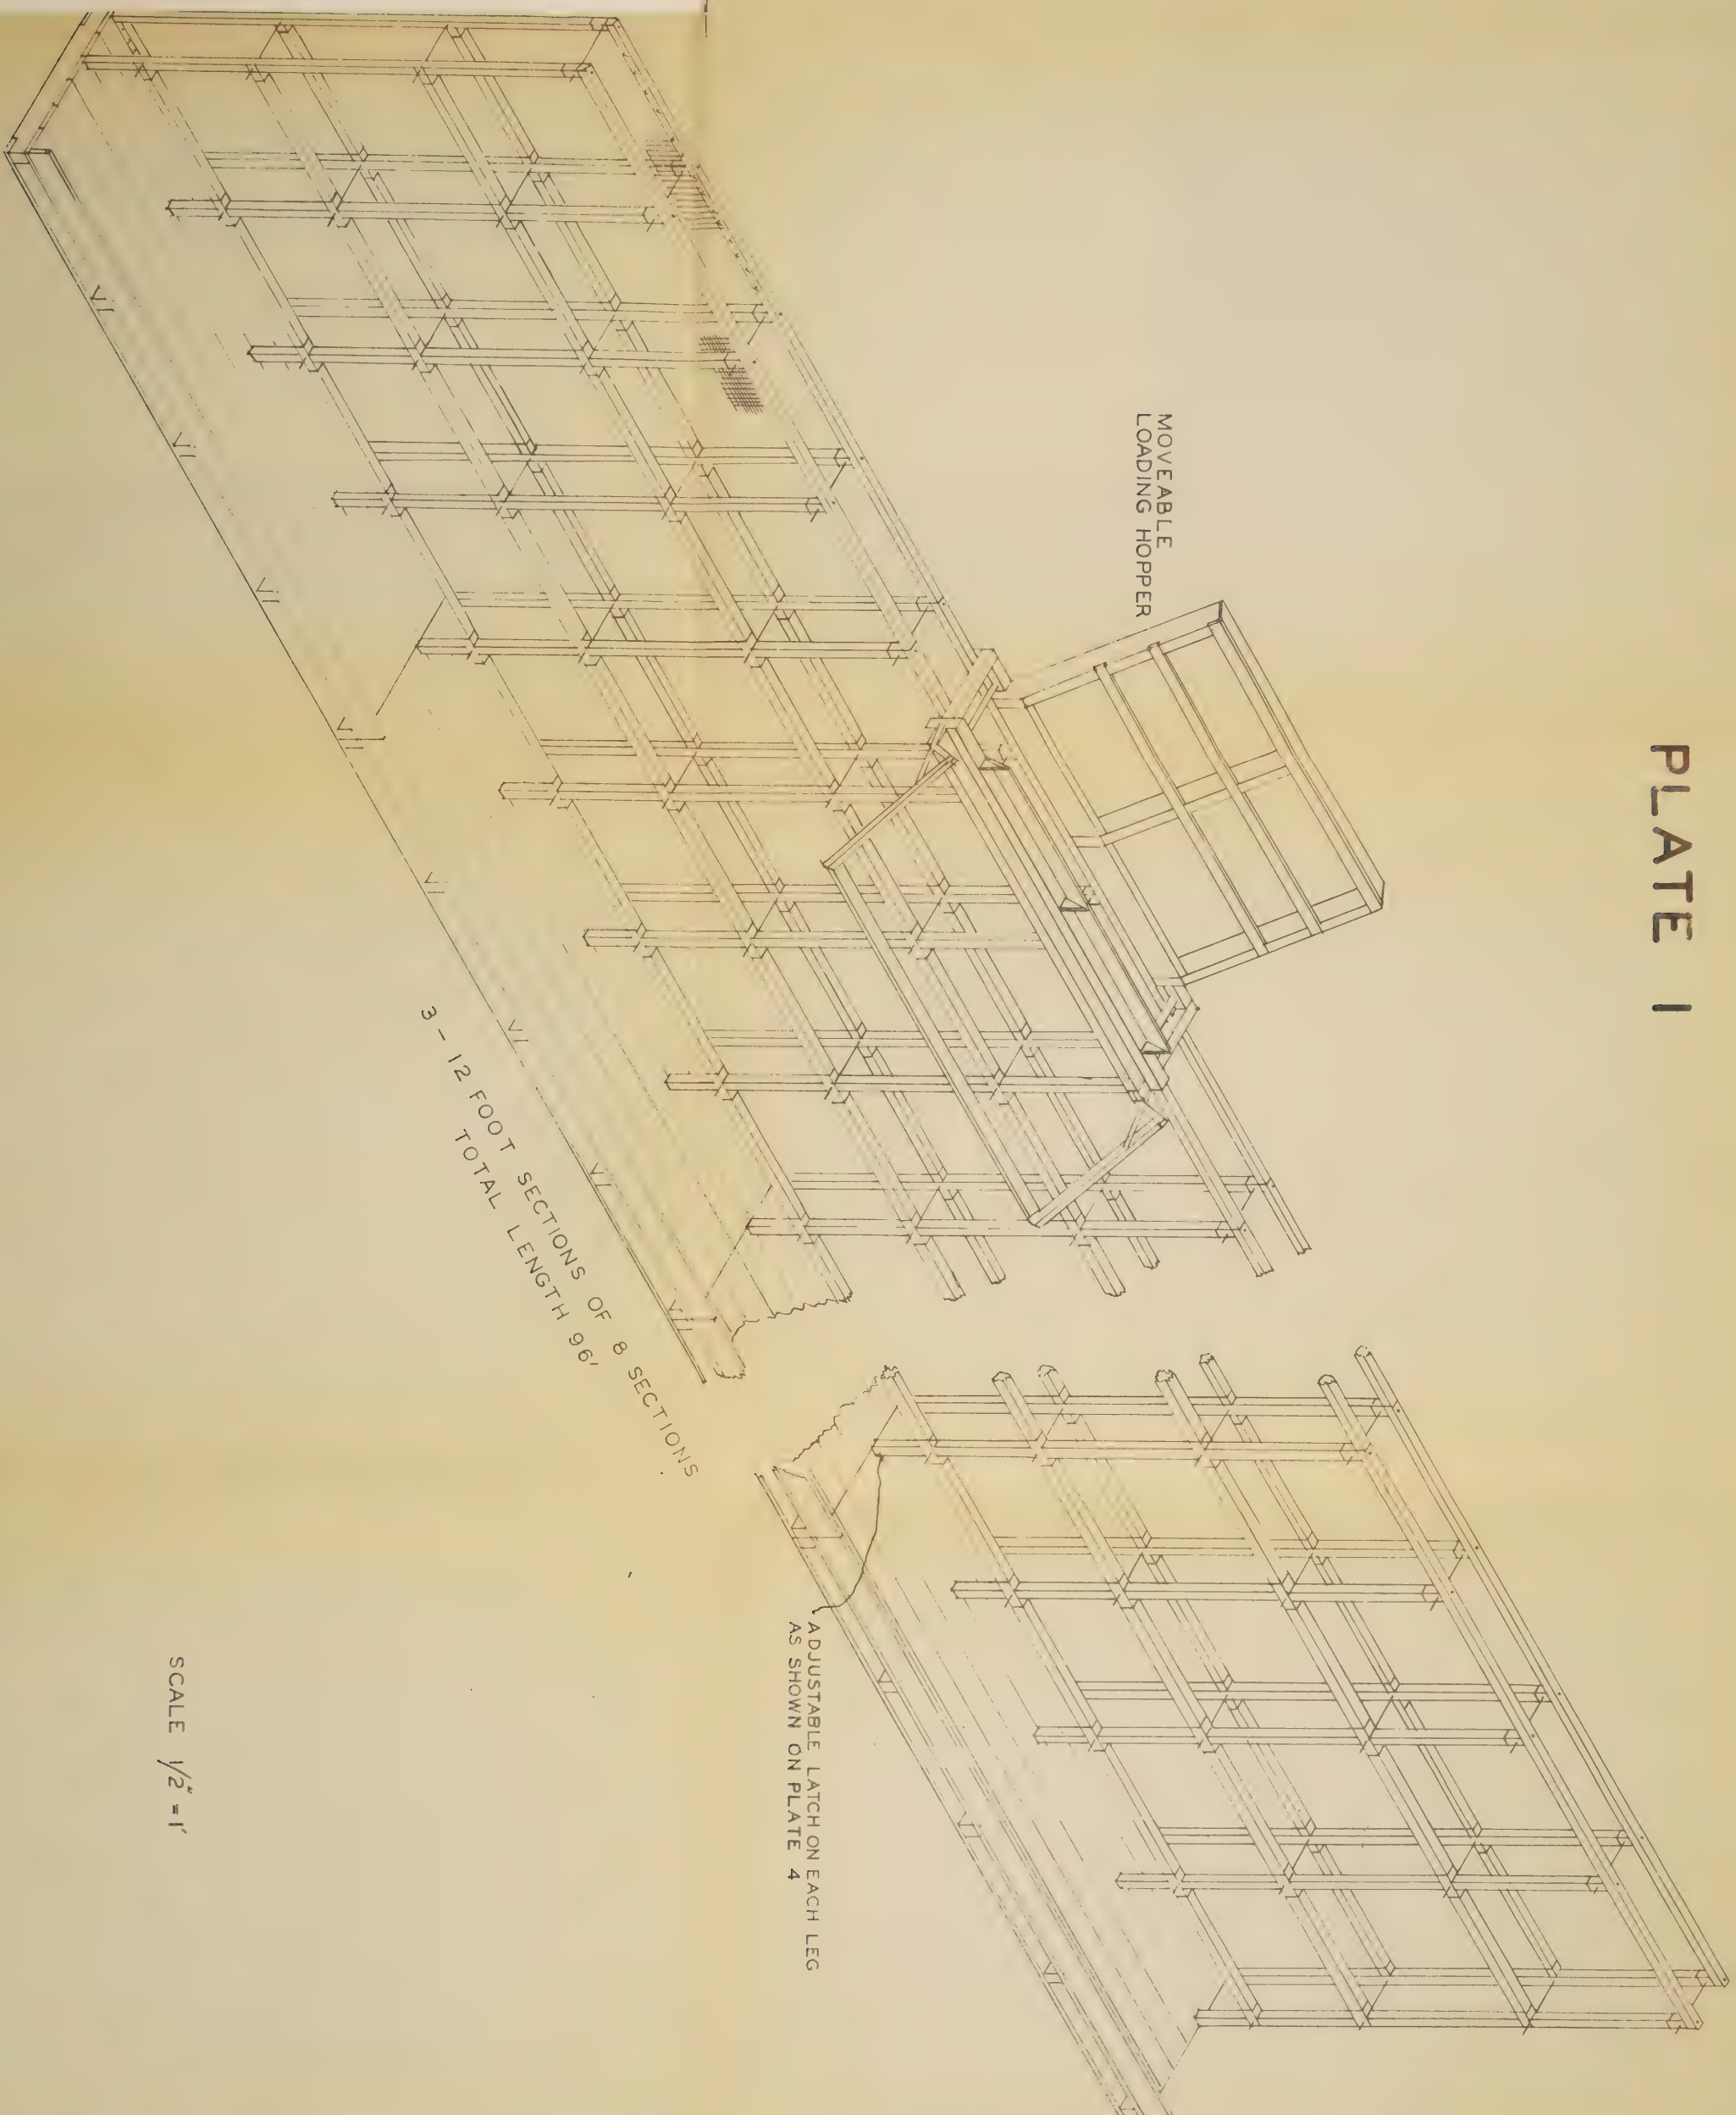 PLATE 1
MOVEABLE
LOADING HOPPER
3 - 12 FOOT SECTIONS OF 8 SECTIONS
TOTAL LENGTH 96'
ADJUSTABLE LATCH ON EACH LEG
AS SHOWN ON PLATE 4
SCALE 1/2" = 1'